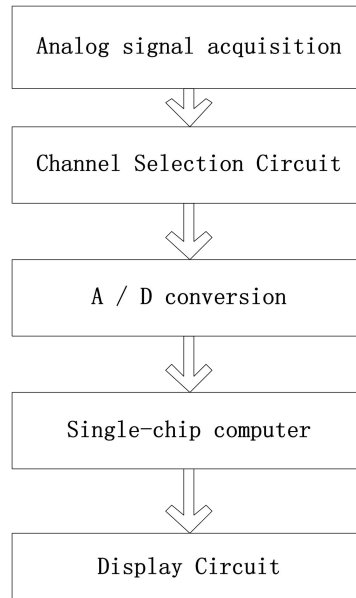 Analog signal acquisition
Channel Selection Circuit
A / D conversion
Single-chip computer
Display Circuit